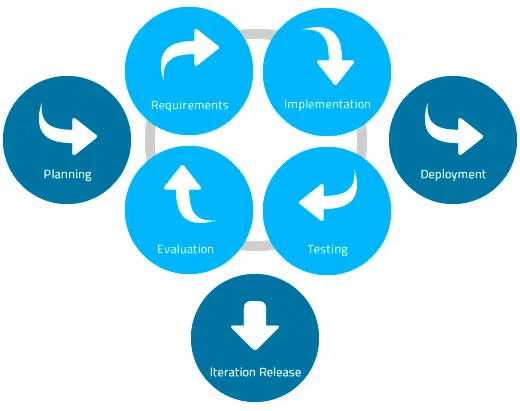 Requirements
Implementation
Planning
Deployment
Evaluation
Testing
Iteration Release